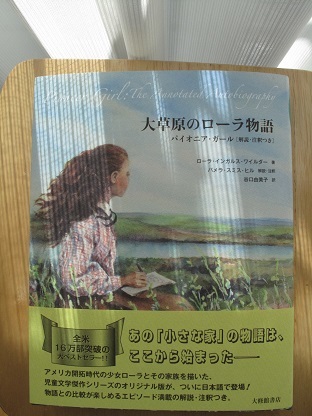 Pioneer Girl: The Annotated Autobiography
大草原のローラ物語
パイオニア・ガール［解説・注釈つき］
ローラ・インガルス・ワイルダー 著
パメラ・スミス・ヒル 解説・注釈
谷口由美子 訳
全米
16万部突破の
大ベストセラー!!
あの「小さな家」の物語は、
ここから始まった――
アメリカ開拓時代の少女ローラとその家族を描いた、
児童文学傑作シリーズのオリジナル版が、ついに日本語で登場！
物語との比較が楽しめるエピソード満載の解説・注釈つき。
大修館書店